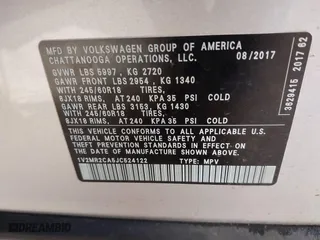 MFD. BY VOLKSWAGEN GROUP OF AMERICA
CHATTANOOGA OPERATIONS, LLC. 08/2017
GVWR LBS 5997, KG 2720
GAWR FRONT LBS 2954, KG 1340
WITH 245/60R18 TIRES,
8JX18 RIMS, AT 240 KPA 35 PSI COLD
GAWR REAR LBS 3153, KG 1430
WITH 245/60R18 TIRES,
8JX18 RIMS, AT 240 KPA 35 PSI COLD
THIS VEHICLE CONFORMS TO ALL APPLICABLE U.S.
FEDERAL MOTOR VEHICLE SAFETY, BUMPER, AND
THEFT PREVENTION STANDARDS IN EFFECT ON THE
DATE OF MANUFACTURE SHOWN ABOVE.
1V2MR2CA5JC524122 TYPE: MPV
3629415 2017 62
DREAMBID